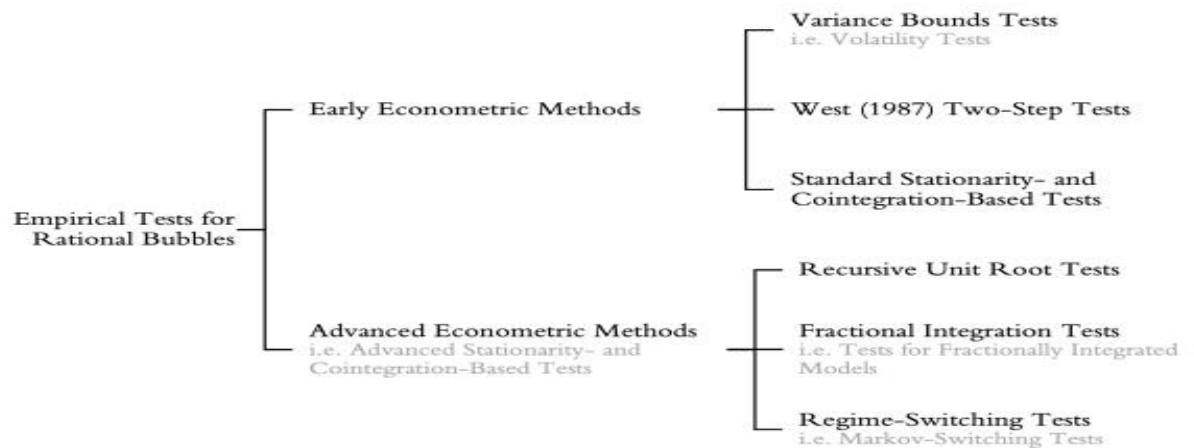 Variance Bounds Tests
i.e. Volatility Tests
Early Econometric Methods
West (1987) Two-Step Tests
Standard Stationarity- and
Cointegration-Based Tests
Empirical Tests for
Rational Bubbles
Recursive Unit Root Tests
Advanced Econometric Methods
i.e. Advanced Stationarity- and
Cointegration-Based Tests
Fractional Integration Tests
i.e. Tests for Fractionally Integrated
Models
Regime-Switching Tests
i.e. Markov-Switching Tests